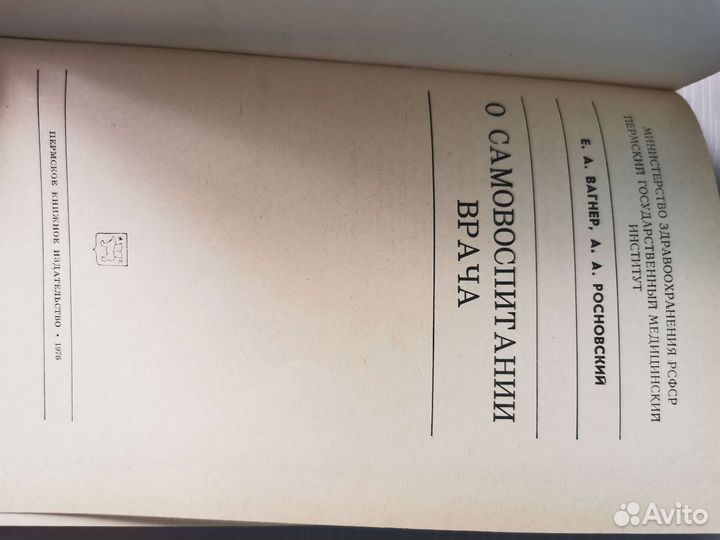 МИНИСТЕРСТВО ЗДРАВООХРАНЕНИЯ РСФСР
ПЕРМСКИЙ ГОСУДАРСТВЕННЫЙ МЕДИЦИНСКИЙ
ИНСТИТУТ
Е. А. ВАГНЕР, А. А. РОСНОВСКИЙ
О САМОВОСПИТАНИИ
ВРАЧА
ПЕРМСКОЕ КНИЖНОЕ ИЗДАТЕЛЬСТВО • 1976
Avito